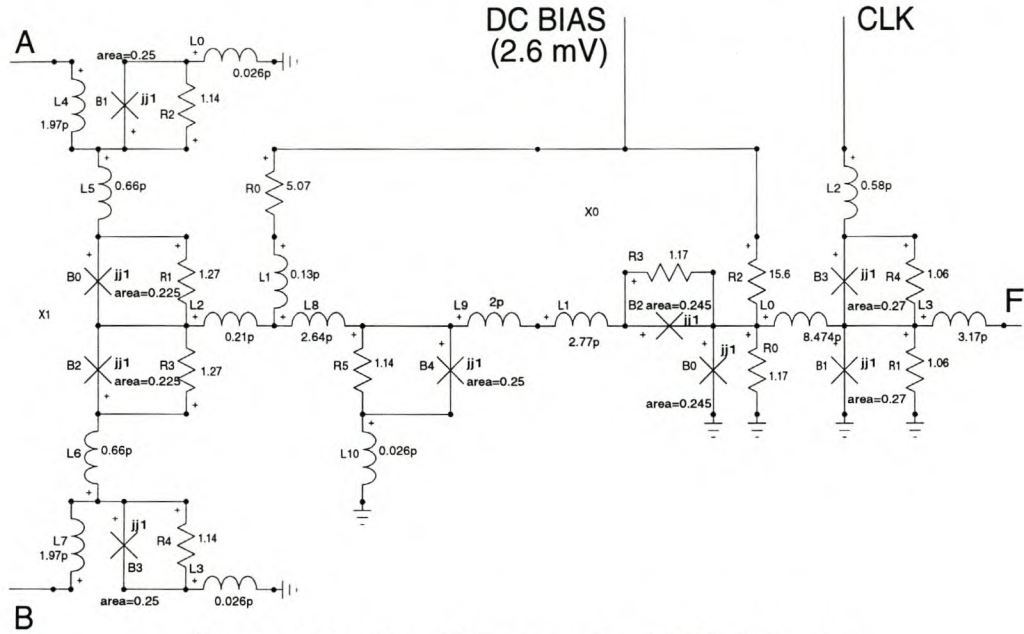 DC BIAS
(2.6 mV)
CLK
A
area=0.25
L0
+
0.026p
+
L4
1.97p
B1
jj1
+
R2
1.14
+
+
L5
0.66p
R0
5.07
+
L2
0.58p
X0
+
B0
jj1
area=0.225
+
R1
1.27
+
L1
0.13p
R3
1.17
+
+
R2
15.6
+
B3
jj1
area=0.27
+
R4
1.06
X1
L2
+
0.21p
L8
+
2.64p
L9
+
2p
L1
+
2.77p
B2
area=0.245
jj1
+
L0
+
8.474p
L3
+
3.17p
F
B2
jj1
area=0.225
+
R3
1.27
+
+
R5
1.14
+
B4
jj1
area=0.25
+
B0
jj1
area=0.245
+
R0
1.17
+
B1
jj1
area=0.27
+
R1
1.06
L6
0.66p
+
+
L10
0.026p
L7
1.97p
+
+
jj1
B3
area=0.25
+
R4
1.14
L3
+
0.026p
B